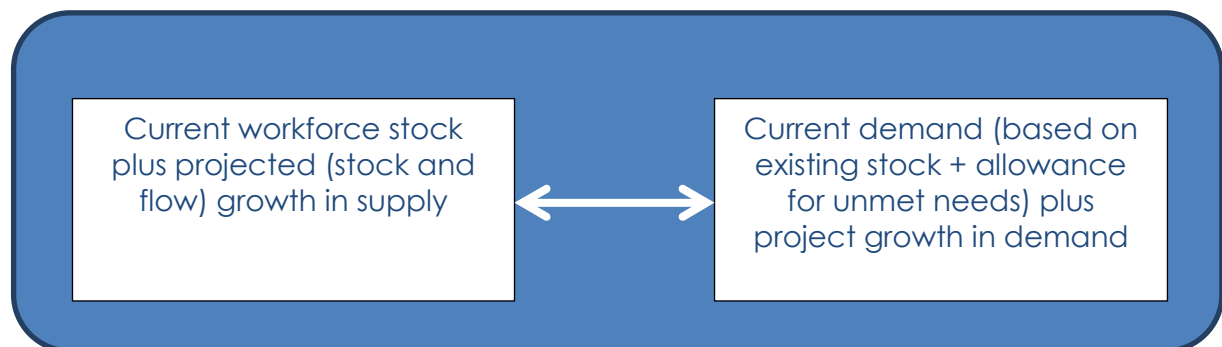 Current workforce stock
plus projected (stock and
flow) growth in supply
Current demand (based on
existing stock + allowance
for unmet needs) plus
project growth in demand